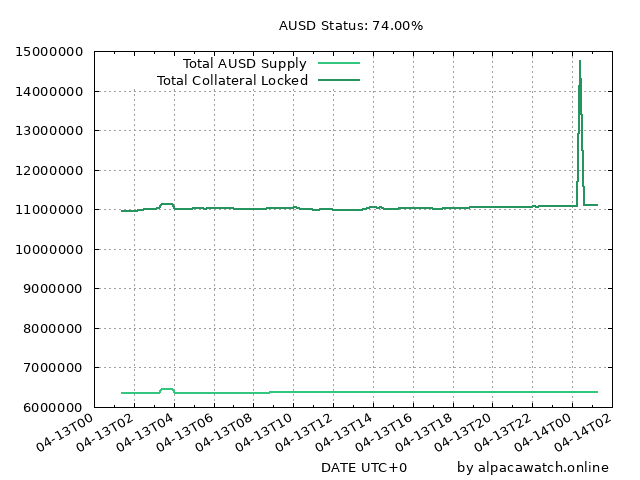 AUSD Status: 74.00%
15000000
14000000
13000000
12000000
11000000
10000000
9000000
8000000
7000000
6000000
Total AUSD Supply
Total Collateral Locked
04-13T00
04-13T02
04-13T04
04-13T06
04-13T08
04-13T10
04-13T12
04-13T14
04-13T16
04-13T18
04-13T20
04-13T22
04-14T00
04-14T02
DATE UTC+0
by alpacawatch.online